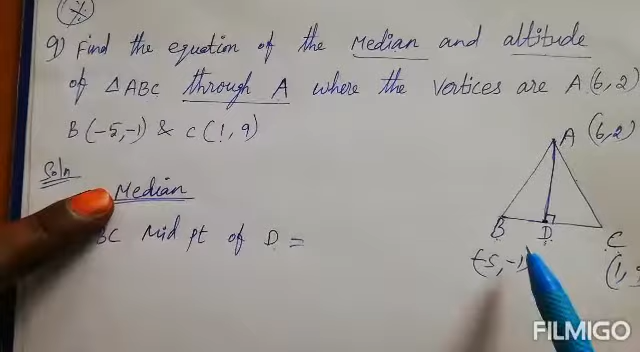 9) Find the equation of the Median and altitude
of △ABC through A where the vertices are A(6,2)
B(-5,-1) & C(1,9)
A (6,2)
Soln
Median
BC Mid pt of D =
B D C
(-5,-1)
(1,
FILMIGO